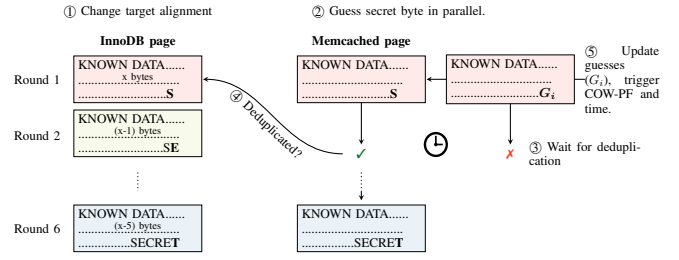 ① Change target alignment
② Guess secret byte in parallel.
InnoDB page
Memcached page
Round 1
KNOWN DATA......
x bytes
..............................S
KNOWN DATA......
....................................
..............................S
KNOWN DATA......
....................................
............................Gi
⑤ Update guesses (Gi), trigger COW-PF and time.
④ Deduplicated?
Round 2
KNOWN DATA......
(x-1) bytes
............................SE
✓
✗
③ Wait for dedupli-
cation
Round 6
KNOWN DATA......
(x-5) bytes
.................SECRET
KNOWN DATA......
....................................
.................SECRET